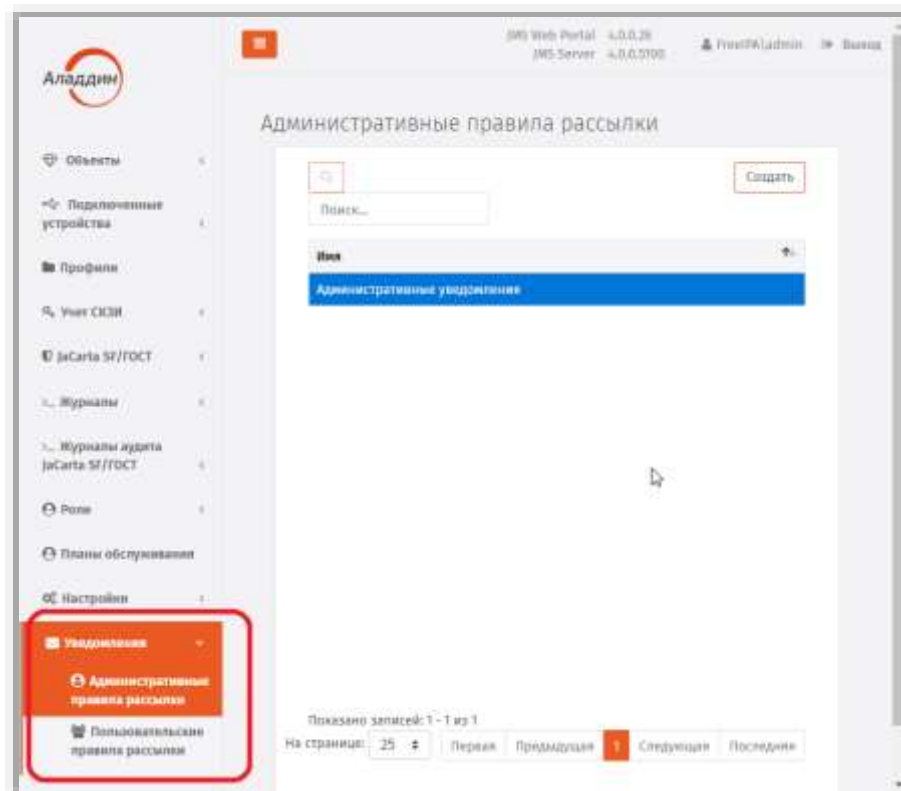 JMS Web Portal 4.0.0.28
JMS Server 4.0.0.5700
FreeIPA\admin
Выход
Аладдин
Административные правила рассылки
Объекты
Подключенные
устройства
Профили
Учет СКЗИ
JaCarta SF/ГОСТ
Журналы
Журналы аудита
JaCarta SF/ГОСТ
Роли
Планы обслуживания
Настройки
Уведомления
Административные
правила рассылки
Пользовательские
правила рассылки
Создать
Поиск...
Имя
Административные уведомления
Показано записей: 1 - 1 из 1
На странице: 25 Первая Предыдущая 1 Следующая Последняя